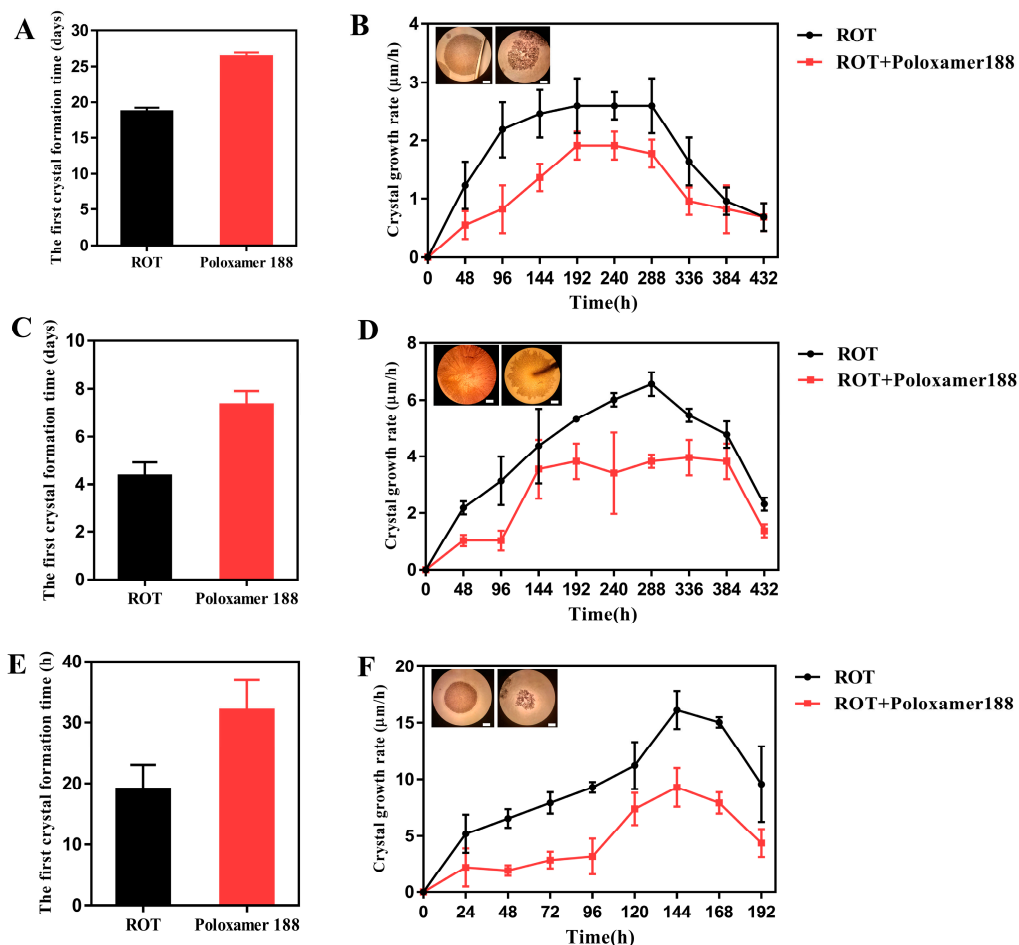 A
The first crystal formation time (days)
30
25
20
15
10
5
0
ROT
Poloxamer 188
B
Crystal growth rate (μm/h)
4
3
2
1
0
0 48 96 144 192 240 288 336 384 432
Time(h)
ROT
ROT+Poloxamer188
C
The first crystal formation time (days)
10
8
6
4
2
0
ROT
Poloxamer 188
D
Crystal growth rate (μm/h)
8
6
4
2
0
0 48 96 144 192 240 288 336 384 432
Time(h)
ROT
ROT+Poloxamer188
E
The first crystal formation time (h)
40
30
20
10
0
ROT
Poloxamer 188
F
Crystal growth rate (μm/h)
20
15
10
5
0
0 24 48 72 96 120 144 168 192
Time(h)
ROT
ROT+Poloxamer188